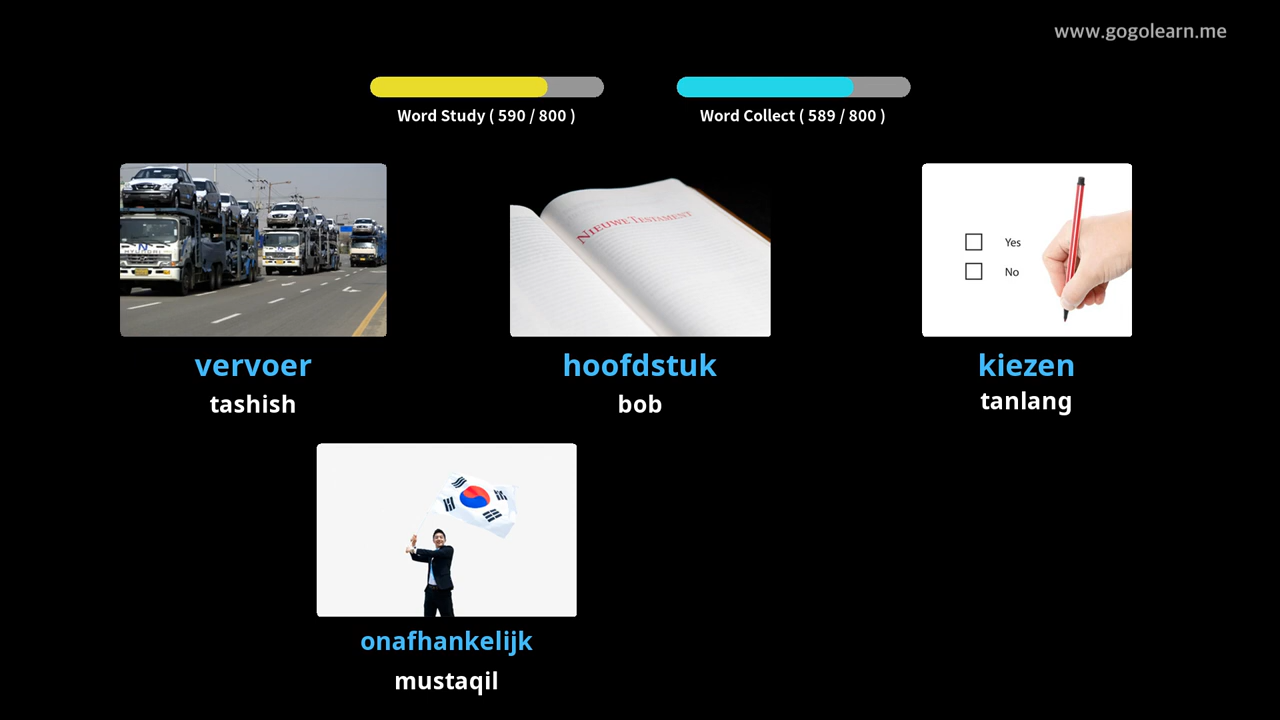 www.gogolearn.me
Word Study ( 590 / 800 )
Word Collect ( 589 / 800 )
NIEUWE TESTAMENT
Yes
No
vervoer
hoofdstuk
kiezen
tashish
bob
tanlang
onafhankelijk
mustaqil